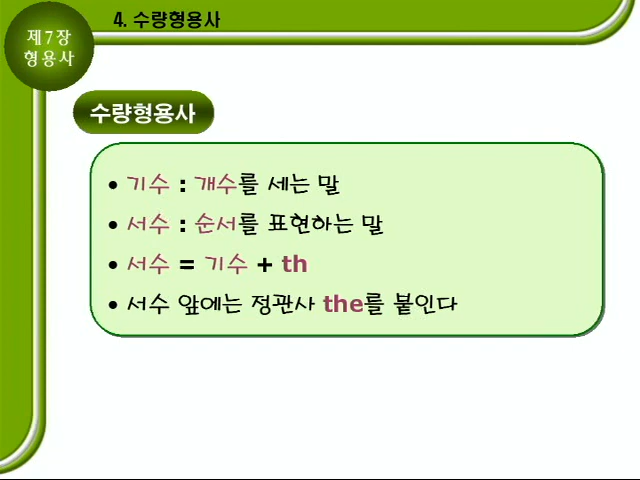 4. 수량형용사
제7장
형용사
수량형용사
• 기수 : 개수를 세는 말
• 서수 : 순서를 표현하는 말
• 서수 = 기수 + th
• 서수 앞에는 정관사 the를 붙인다